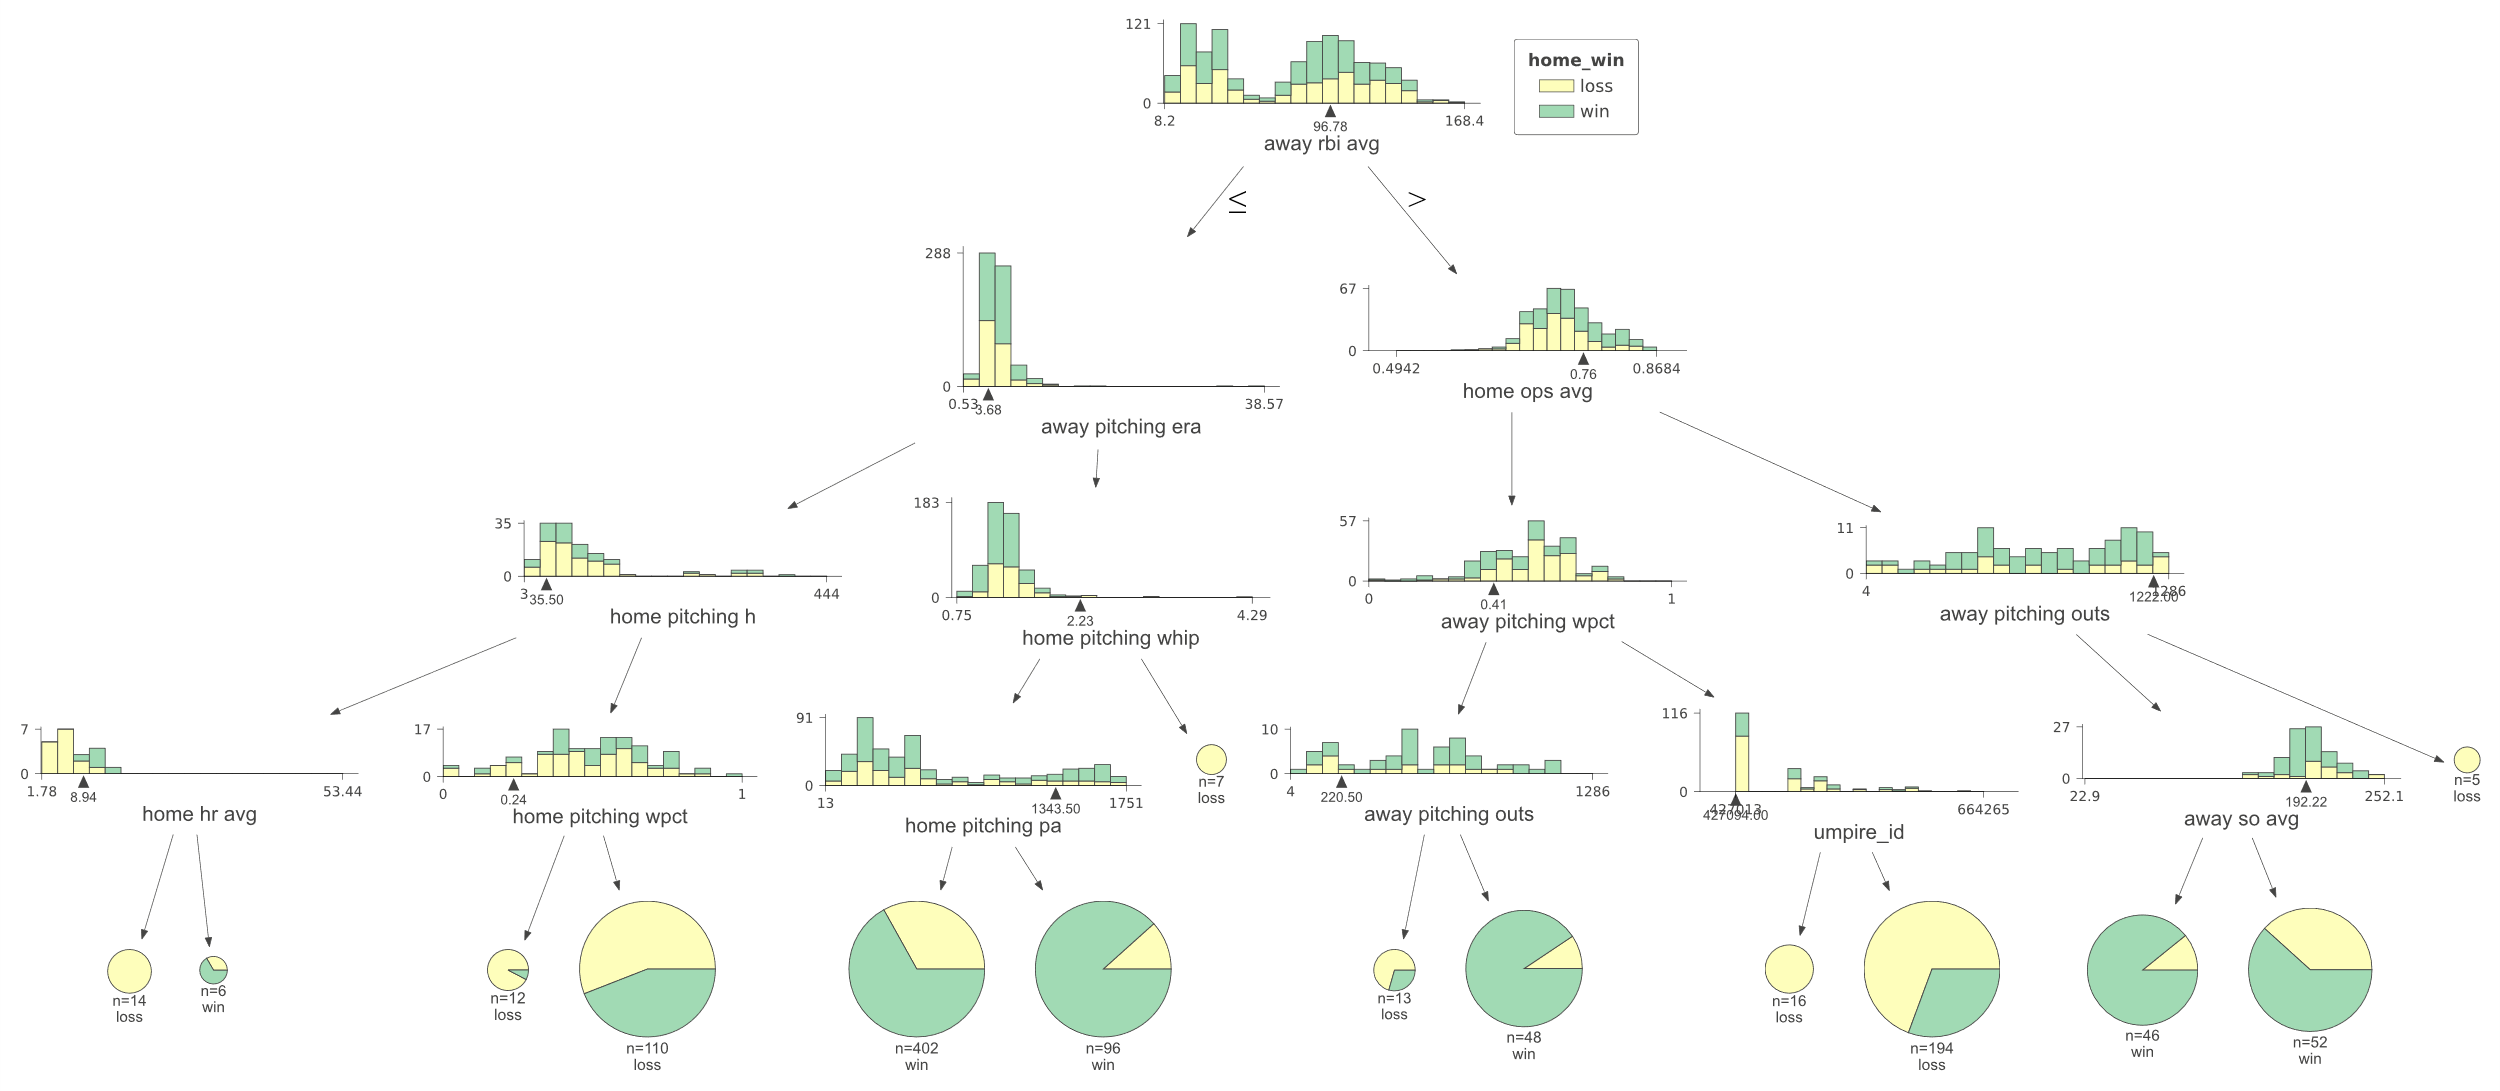 121
0
8.2
96.78
168.4
away rbi avg
home_win
loss
win
≤
>
288
0
0.53
3.68
38.57
away pitching era
67
0
0.4942
0.76
0.8684
home ops avg
35
0
3
35.50
444
home pitching h
183
0
0.75
2.23
4.29
home pitching whip
57
0
0
0.41
1
away pitching wpct
11
0
4
1222.00
1286
away pitching outs
7
0
1.78
8.94
53.44
home hr avg
17
0
0
0.24
1
home pitching wpct
91
0
13
1343.50
1751
home pitching pa
n=7
loss
10
0
4
220.50
1286
away pitching outs
116
0
427013
427094.00
664265
umpire_id
27
0
22.9
192.22
252.1
away so avg
n=5
loss
n=14
loss
n=6
win
n=12
loss
n=110
loss
n=402
win
n=96
win
n=13
loss
n=48
win
n=16
loss
n=194
loss
n=46
win
n=52
win